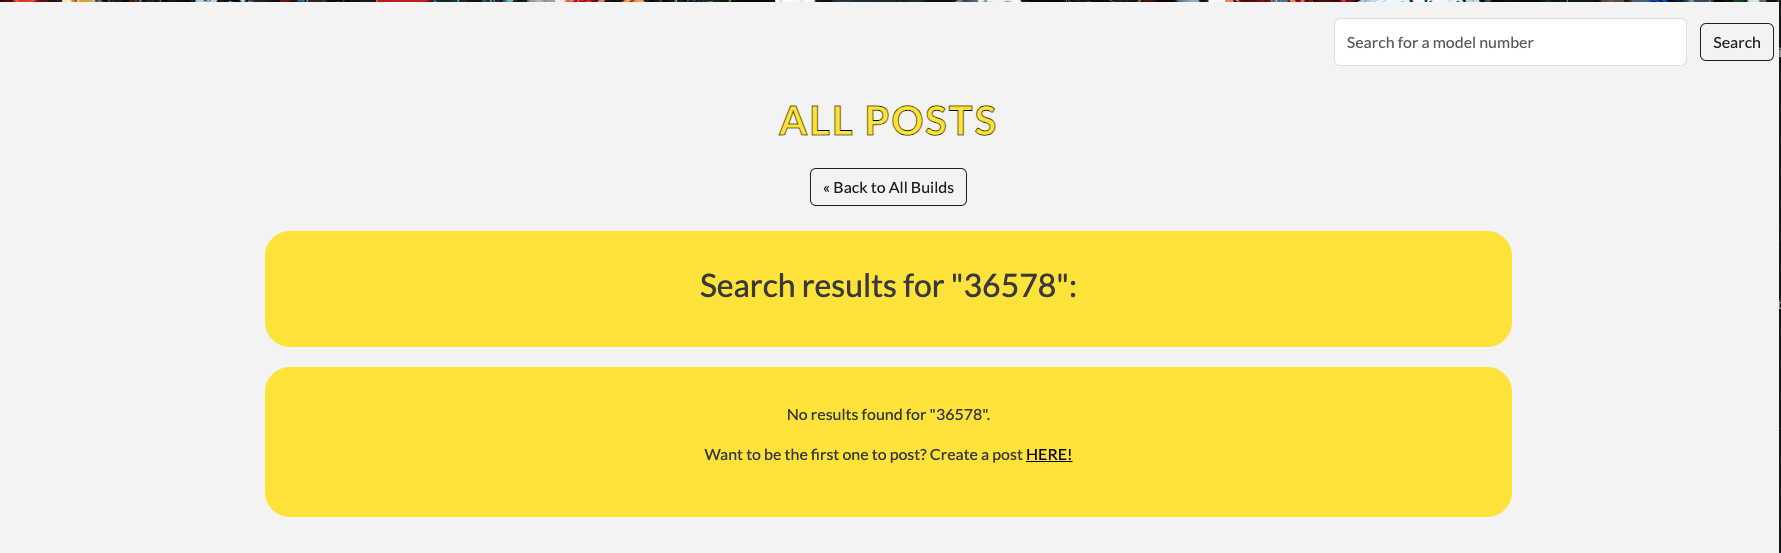 Search for a model number
Search
ALL POSTS
« Back to All Builds
Search results for "36578":
No results found for "36578".
Want to be the first one to post? Create a post HERE!